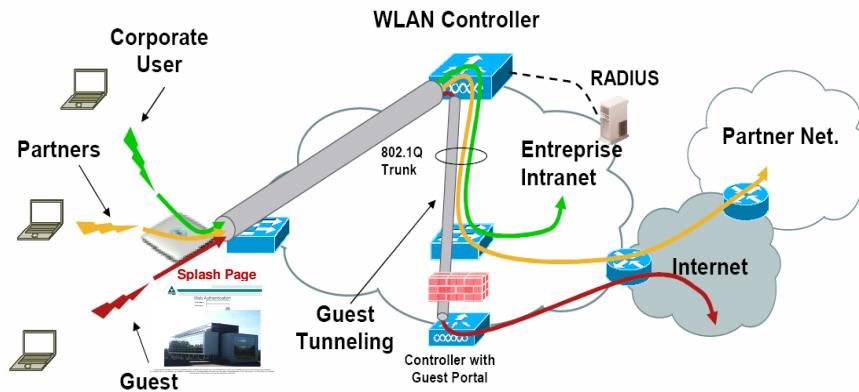 WLAN Controller
Corporate
User
RADIUS
Partners
802.1Q
Trunk
Entreprise
Intranet
Partner Net.
Splash Page
Web Authentication
Internet
Guest
Tunneling
Controller with
Guest Portal
Guest